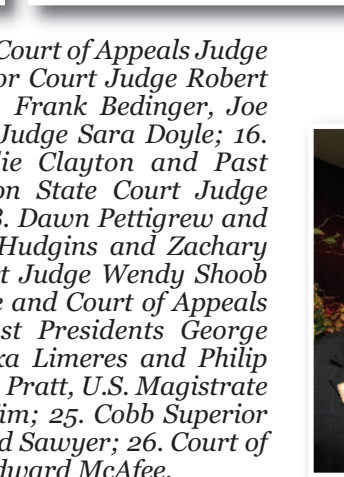 Court of Appeals Judge
or Court Judge Robert
Frank Bedinger, Joe
Judge Sara Doyle; 16.
lie Clayton and Past
on State Court Judge
3. Dawn Pettigrew and
Hudgins and Zachary
rt Judge Wendy Shoob
e and Court of Appeals
st Presidents George
ka Limeres and Philip
Pratt, U.S. Magistrate
im; 25. Cobb Superior
d Sawyer; 26. Court of
dward McAfee.